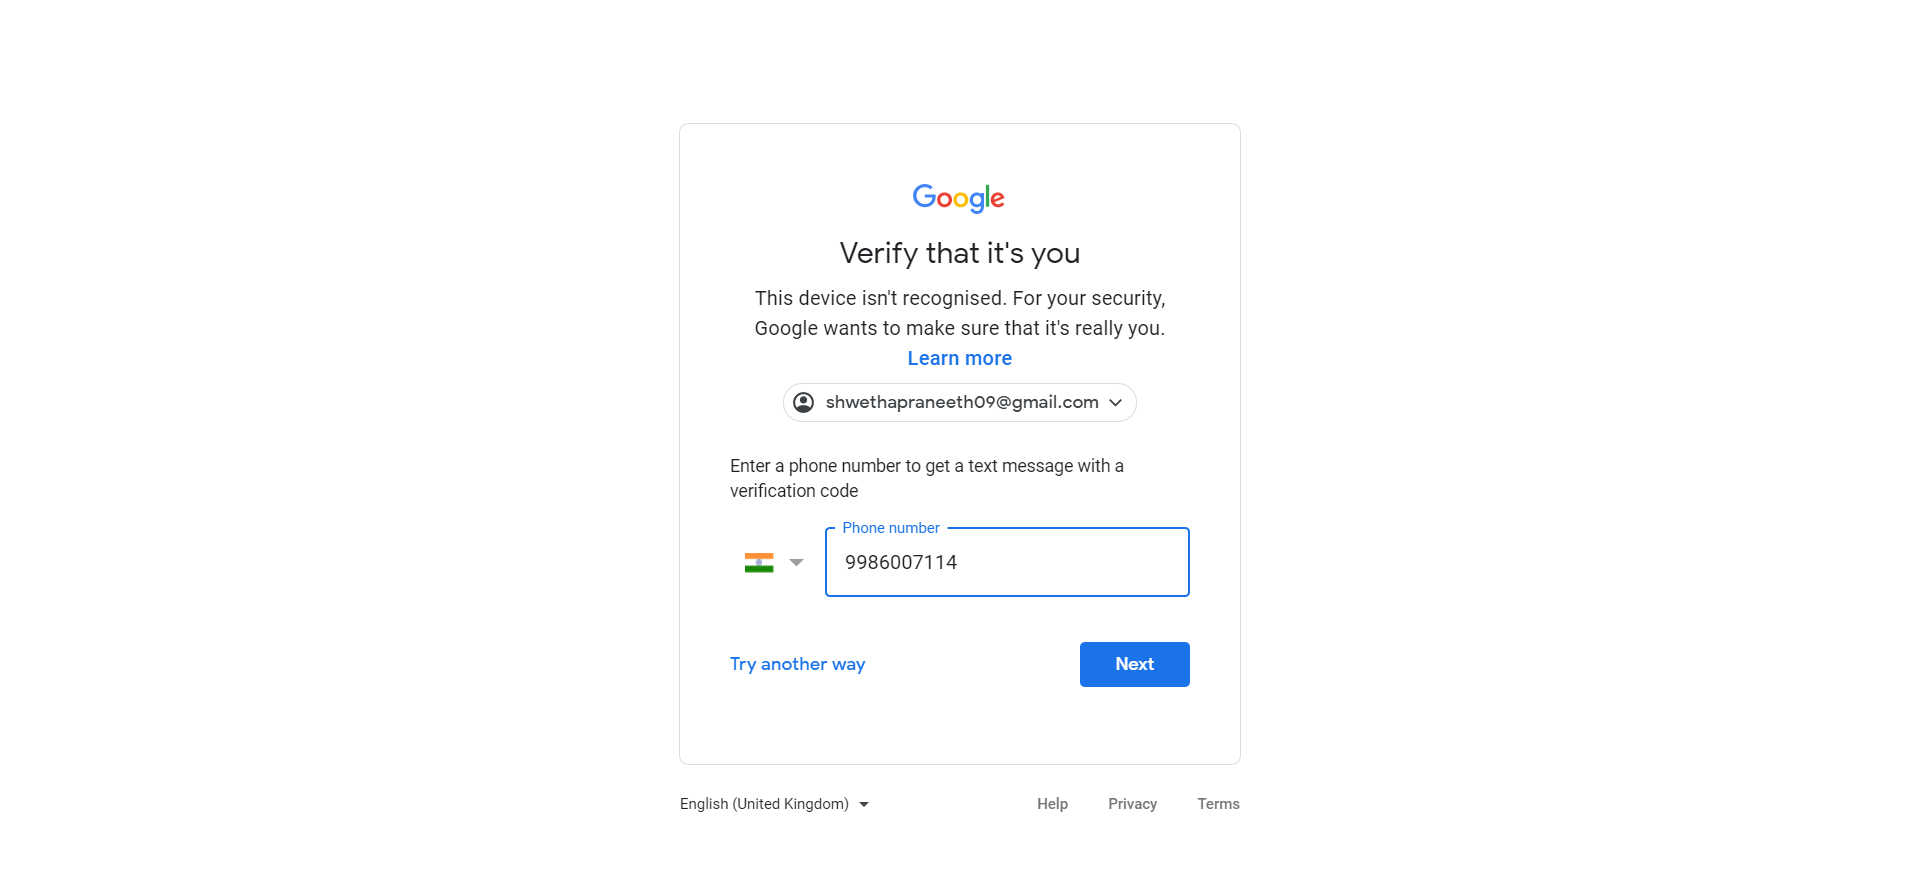 Google
Verify that it's you
This device isn't recognised. For your security,
Google wants to make sure that it's really you.
Learn more
shwethapraneeth09@gmail.com
Enter a phone number to get a text message with a
verification code
Phone number
9986007114
Try another way
Next
English (United Kingdom)
Help
Privacy
Terms